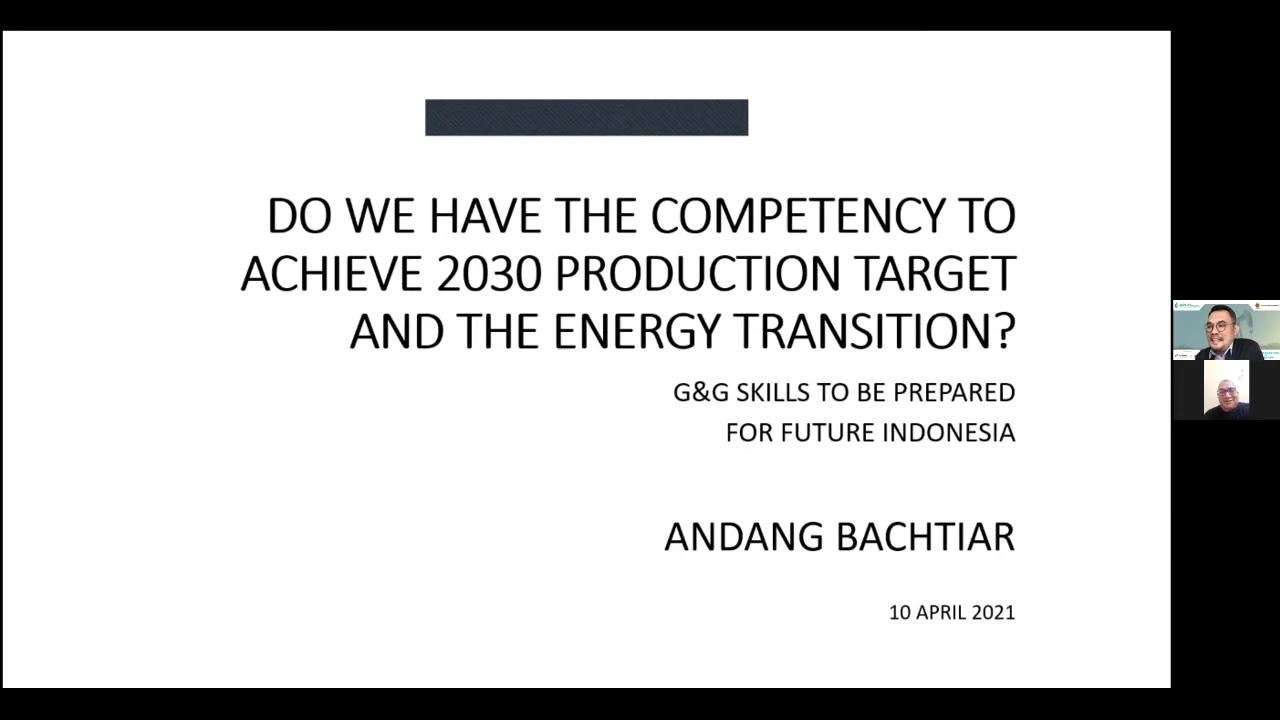 DO WE HAVE THE COMPETENCY TO
ACHIEVE 2030 PRODUCTION TARGET
AND THE ENERGY TRANSITION?
G&G SKILLS TO BE PREPARED
FOR FUTURE INDONESIA
ANDANG BACHTIAR
10 APRIL 2021